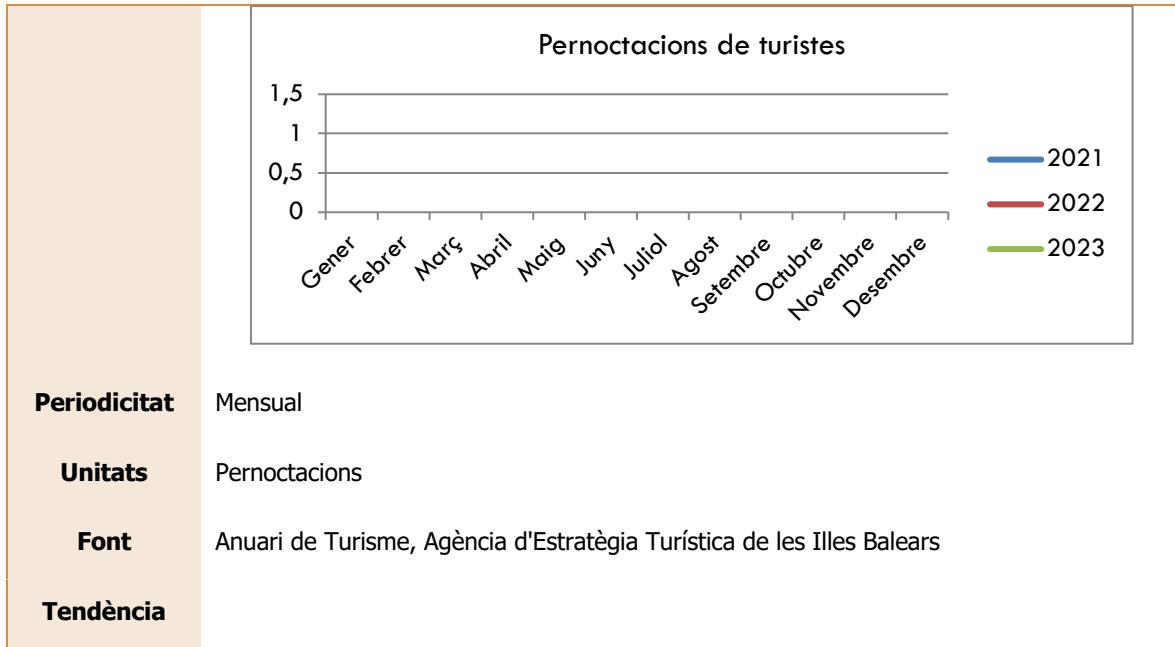 Pernoctacions de turistes
1,5
1
0,5
0
Gener
Febrer
Març
Abril
Maig
Juny
Juliol
Agost
Setembre
Octubre
Novembre
Desembre
2021
2022
2023
Periodicitat Mensual
Unitats Pernoctacions
Font Anuari de Turisme, Agència d'Estratègia Turística de les Illes Balears
Tendència